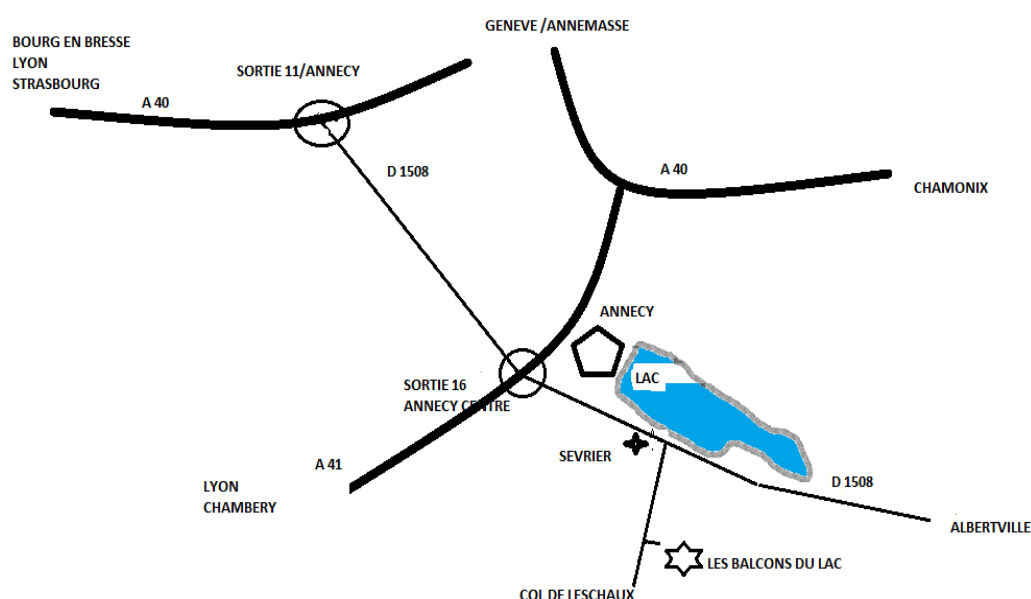 GENEVE /ANNEMASSE
BOURG EN BRESSE
LYON
STRASBOURG
SORTIE 11/ANNECY
A 40
D 1508
A 40
CHAMONIX
ANNECY
LAC
SORTIE 16
ANNECY CENTRE
SEVRIER
A 41
LYON
CHAMBERY
D 1508
ALBERTVILLE
LES BALCONS DU LAC
COL DE LESCHAUX